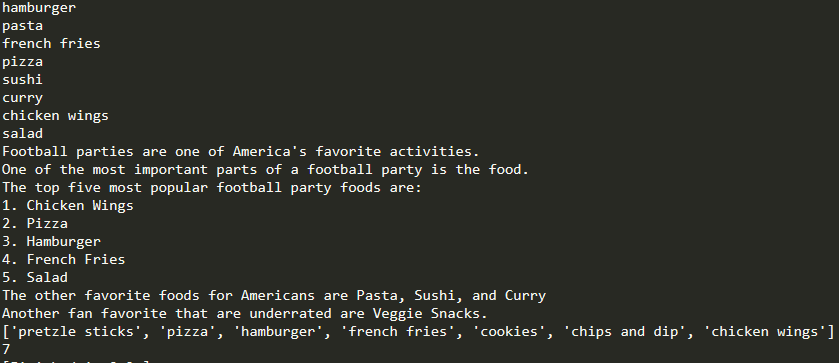 hamburger
pasta
french fries
pizza
sushi
curry
chicken wings
salad
Football parties are one of America's favorite activities.
One of the most important parts of a football party is the food.
The top five most popular football party foods are:
1. Chicken Wings
2. Pizza
3. Hamburger
4. French Fries
5. Salad
The other favorite foods for Americans are Pasta, Sushi, and Curry
Another fan favorite that are underrated are Veggie Snacks.
['pretzle sticks', 'pizza', 'hamburger', 'french fries', 'cookies', 'chips and dip', 'chicken wings']
7